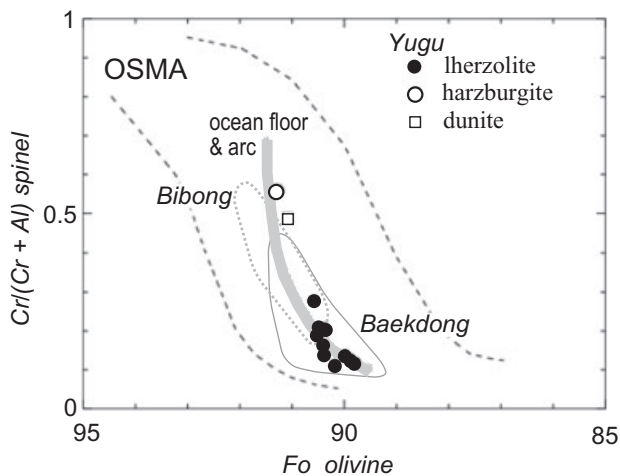 1
Yugu
OSMA
lherzolite
harzburgite
dunite
ocean floor
& arc
Bibong
0.5
Cr/(Cr + Al) spinel
Baekdong
0
95
90
85
Fo olivine